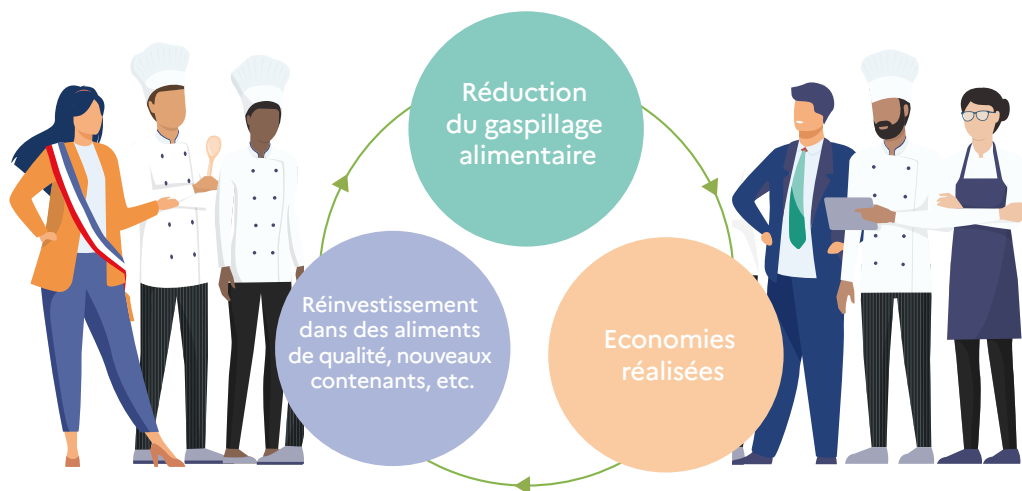 Réduction
du gaspillage
alimentaire
Economies
réalisées
Réinvestissement
dans des aliments
de qualité, nouveaux
contenants, etc.